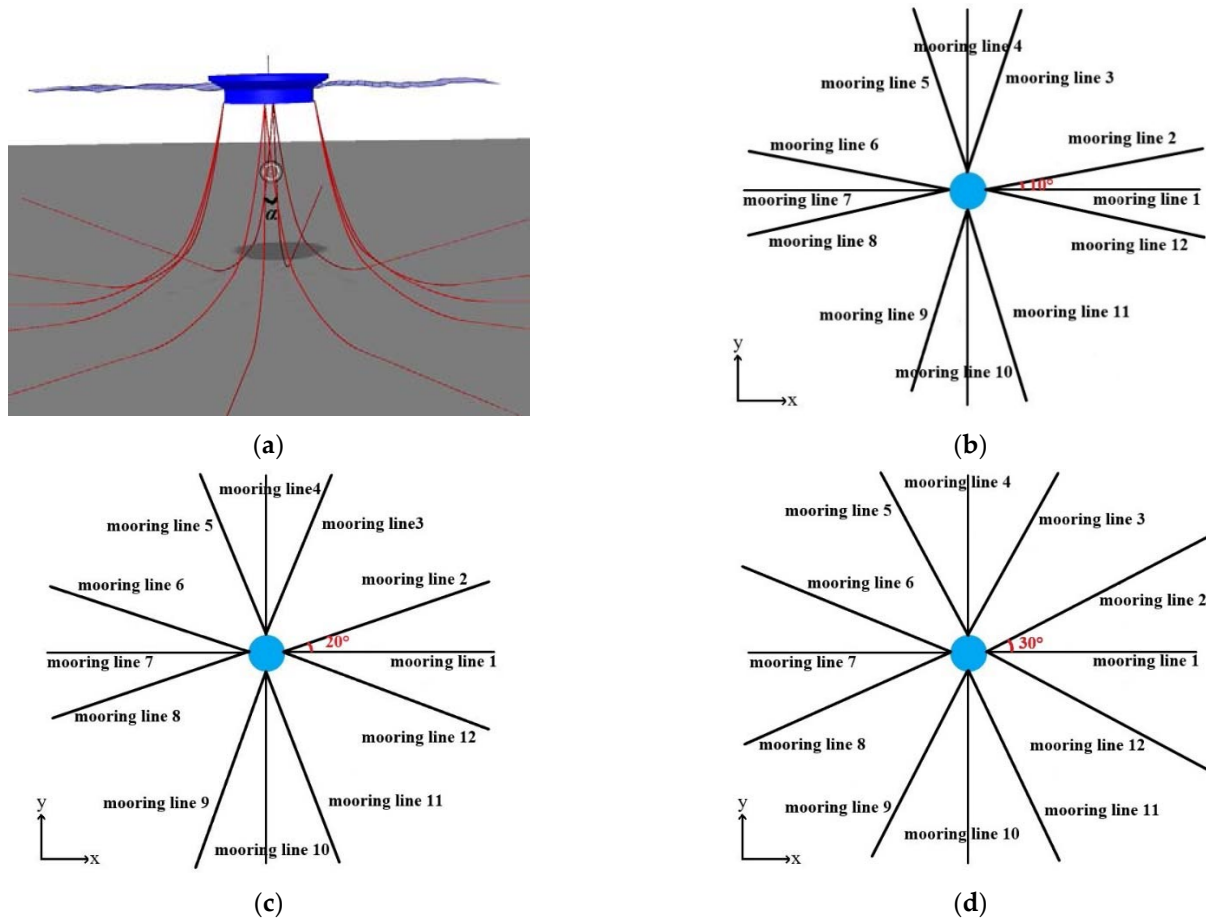 α
(a)
mooring line 4
mooring line 5
mooring line 3
mooring line 6
mooring line 2
10°
mooring line 7
mooring line 1
mooring line 8
mooring line 12
mooring line 9
mooring line 11
mooring line 10
y
x
(b)
mooring line4
mooring line 5
mooring line3
mooring line 6
mooring line 2
20°
mooring line 7
mooring line 1
mooring line 8
mooring line 12
mooring line 9
mooring line 11
mooring line 10
y
x
(c)
mooring line 4
mooring line 5
mooring line 3
mooring line 6
mooring line 2
30°
mooring line 7
mooring line 1
mooring line 8
mooring line 12
mooring line 9
mooring line 11
mooring line 10
y
x
(d)